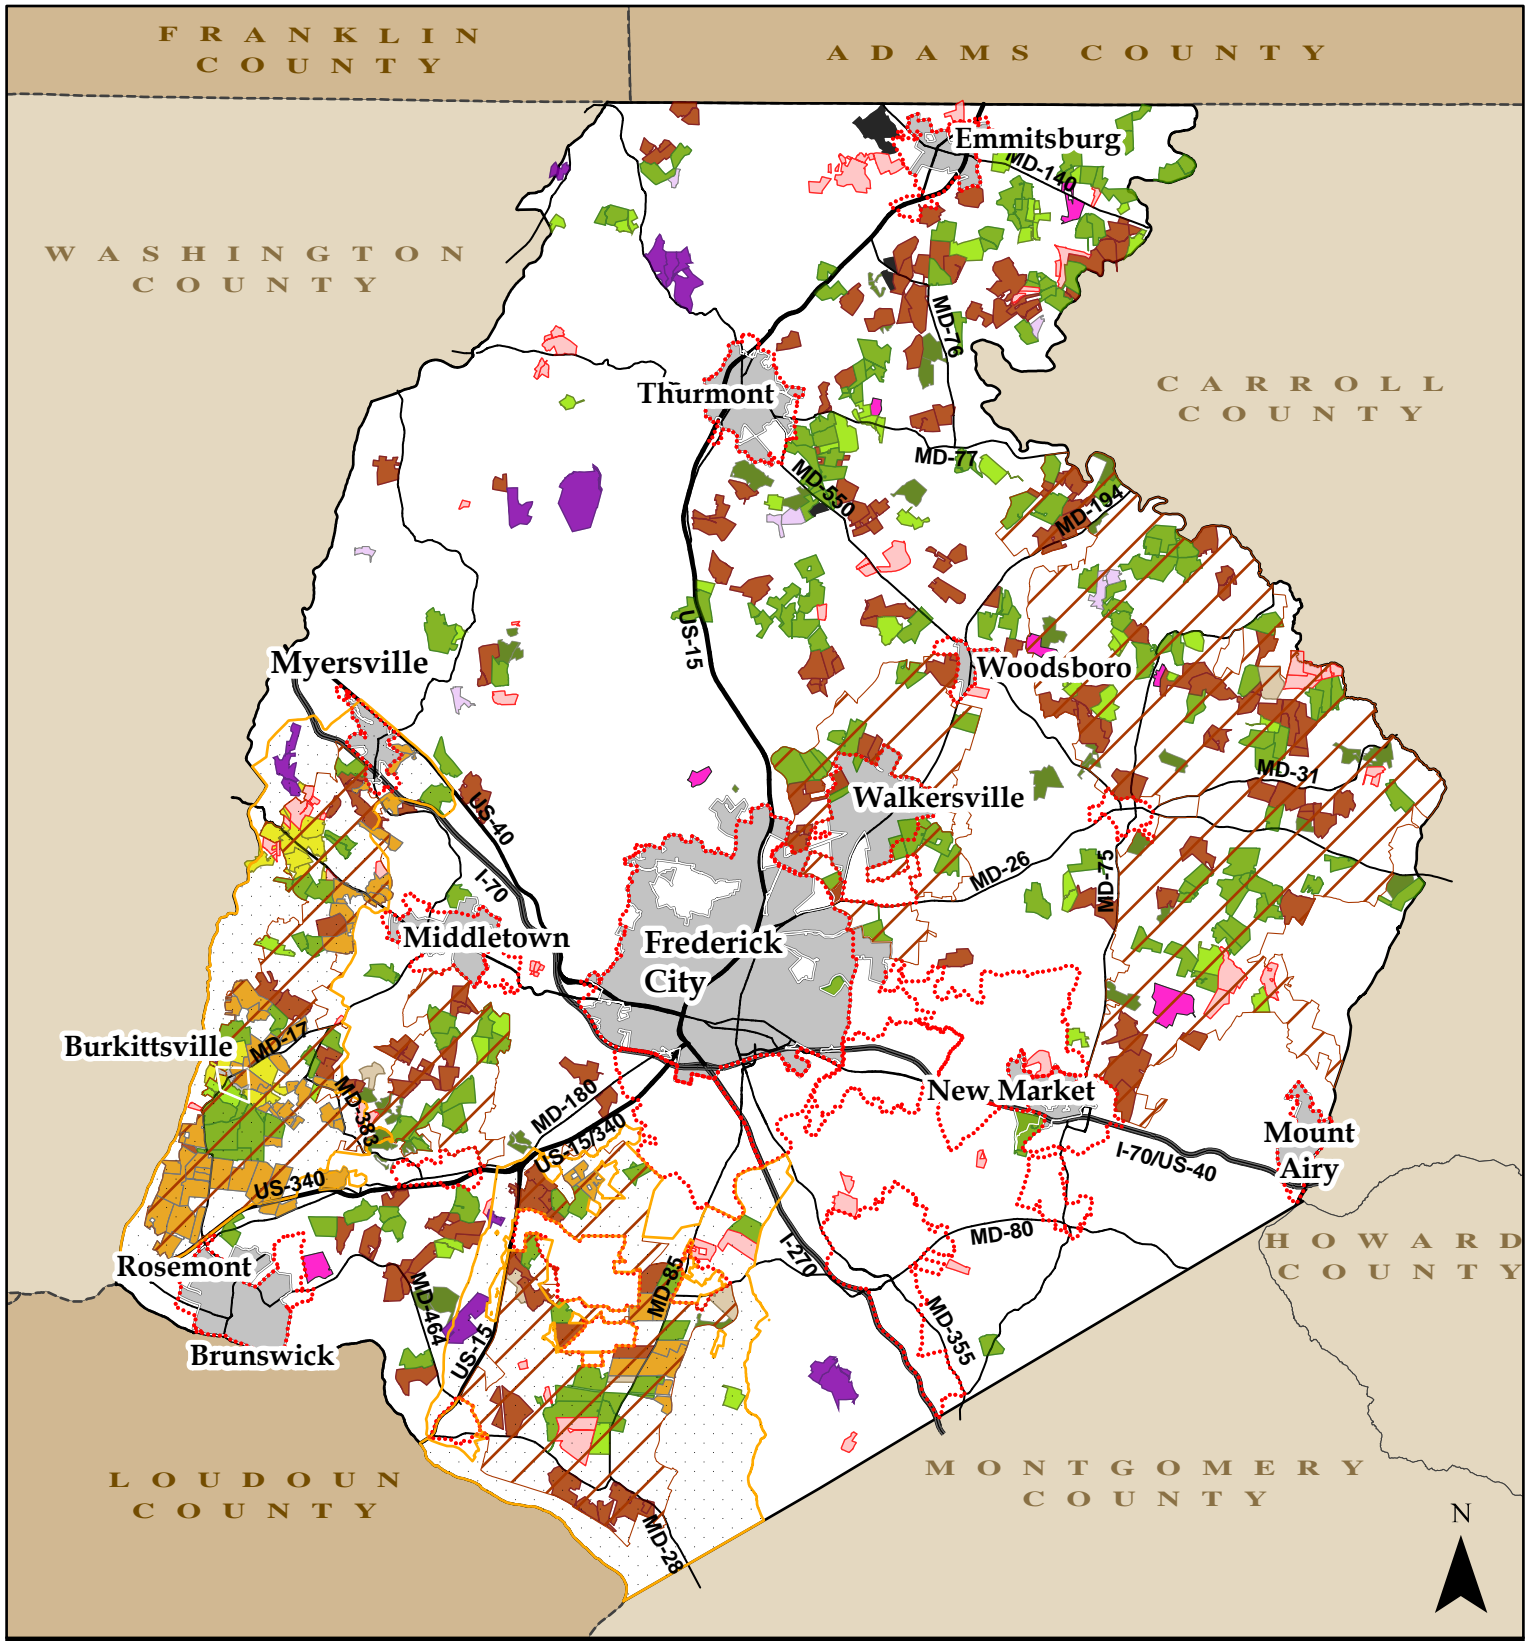 FRANKLIN
COUNTY
ADAMS COUNTY
Emmitsburg
MD-140
WASHINGTON
COUNTY
MD-76
CARROLL
COUNTY
Thurmont
MD-77
MD-550
MD-194
US-15
Myersville
Woodsboro
MD-31
US-40
Walkersville
I-70
MD-26
MD-75
Middletown
Frederick
City
Burkittsville
MD-17
MD-383
MD-180
New Market
US-15/340
Mount
Airy
I-70/US-40
US-340
MD-80
HOWARD
COUNTY
Rosemont
I-270
MD-85
MD-464
US-15
MD-355
Brunswick
LOUDOUN
COUNTY
MONTGOMERY
COUNTY
MD-28
N